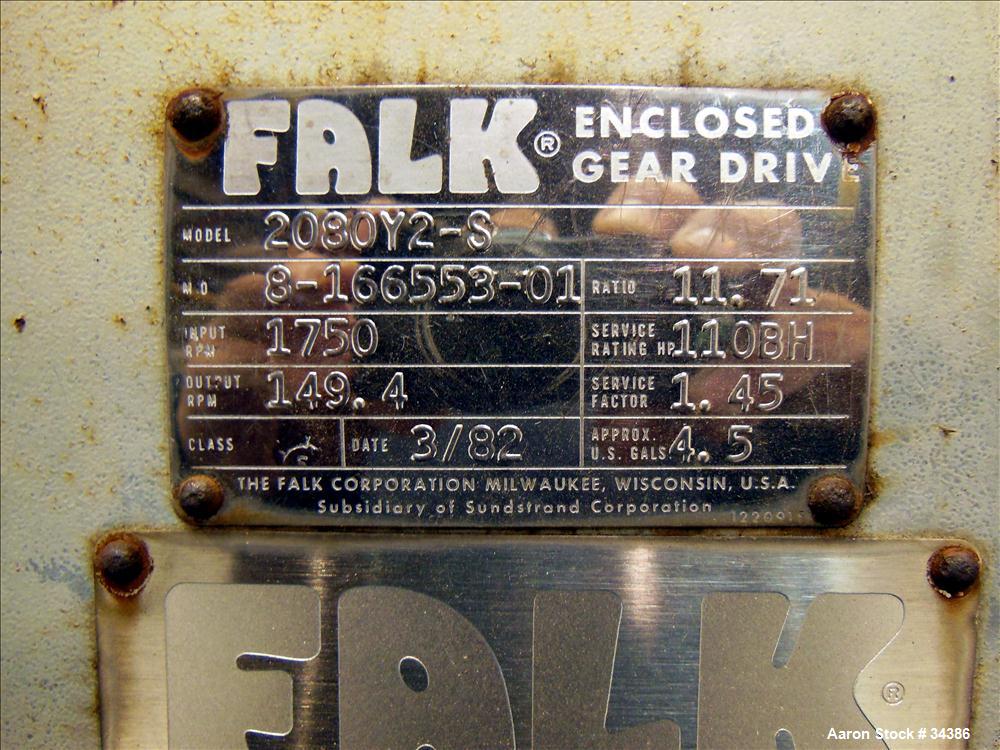 FALK® ENCLOSED
GEAR DRIVE
MODEL 2080Y2-S
M.O 8-166553-01 RATIO 11.71
INPUT RPM 1750 SERVICE RATING HP 110BH
OUTPUT RPM 149.4 SERVICE FACTOR 1.45
CLASS DATE 3/82 APPROX. U.S. GALS 4.5
THE FALK CORPORATION MILWAUKEE, WISCONSIN, U.S.A.
Subsidiary of Sundstrand Corporation
FALK®
Aaron Stock # 34386